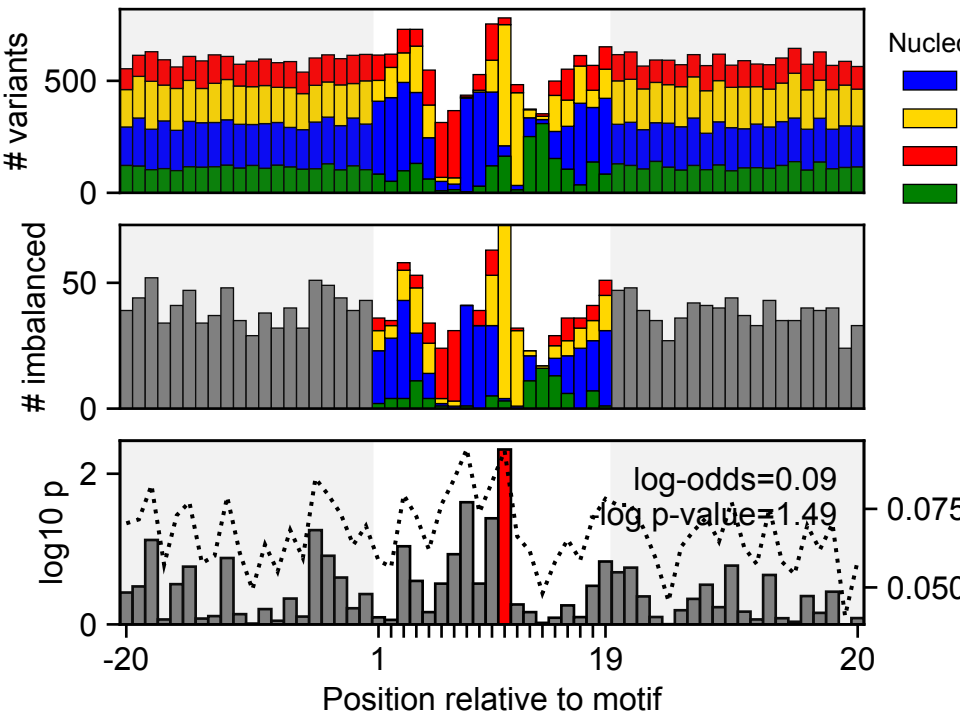 # variants
500
0
Nucleo
# imbalanced
50
0
log10 p
2
0
log-odds=0.09
log p-value=1.49
0.075
0.050
-20
1
19
20
Position relative to motif